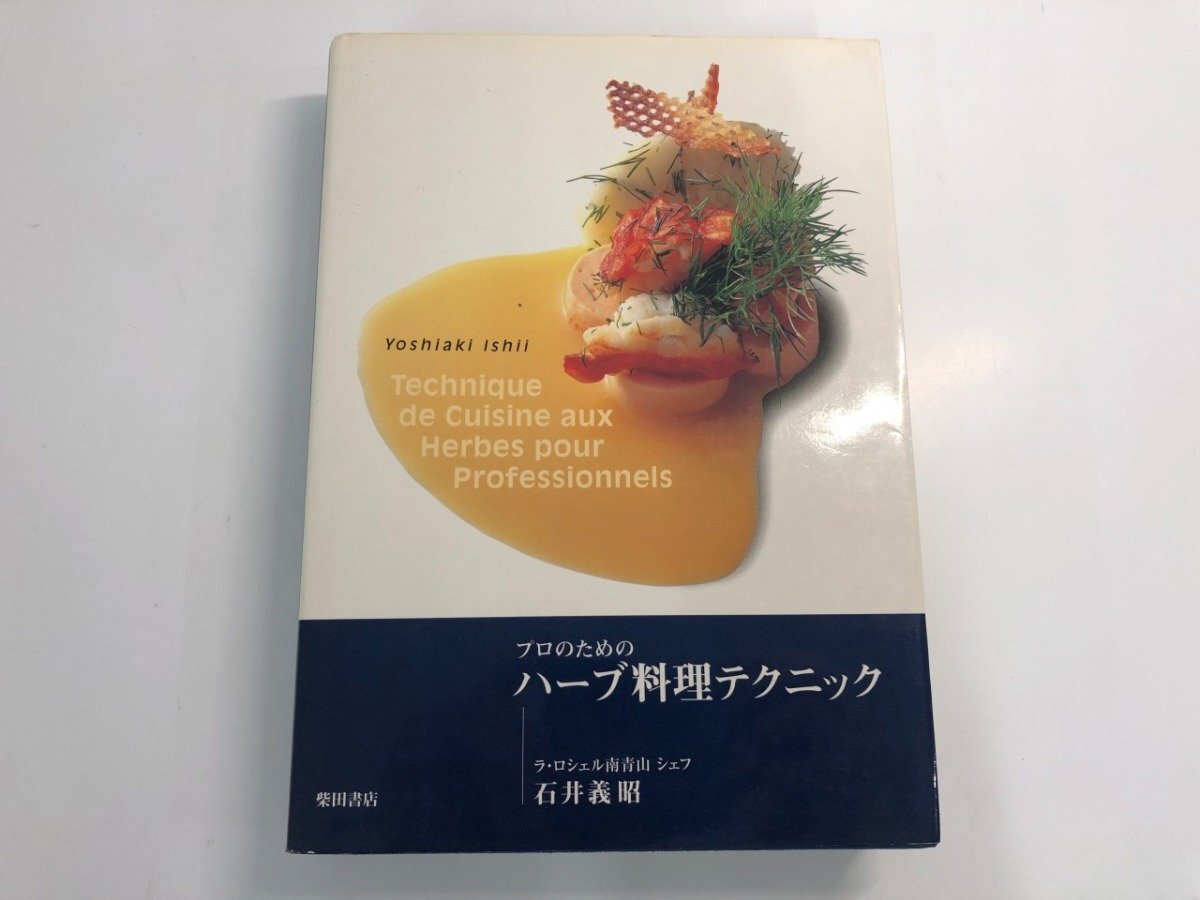 Yoshiaki Ishii
Technique
de Cuisine aux
Herbes pour
Professionnels
プロのための
ハーブ料理テクニック
ラ・ロシェル南青山 シェフ
石井義昭
柴田書店